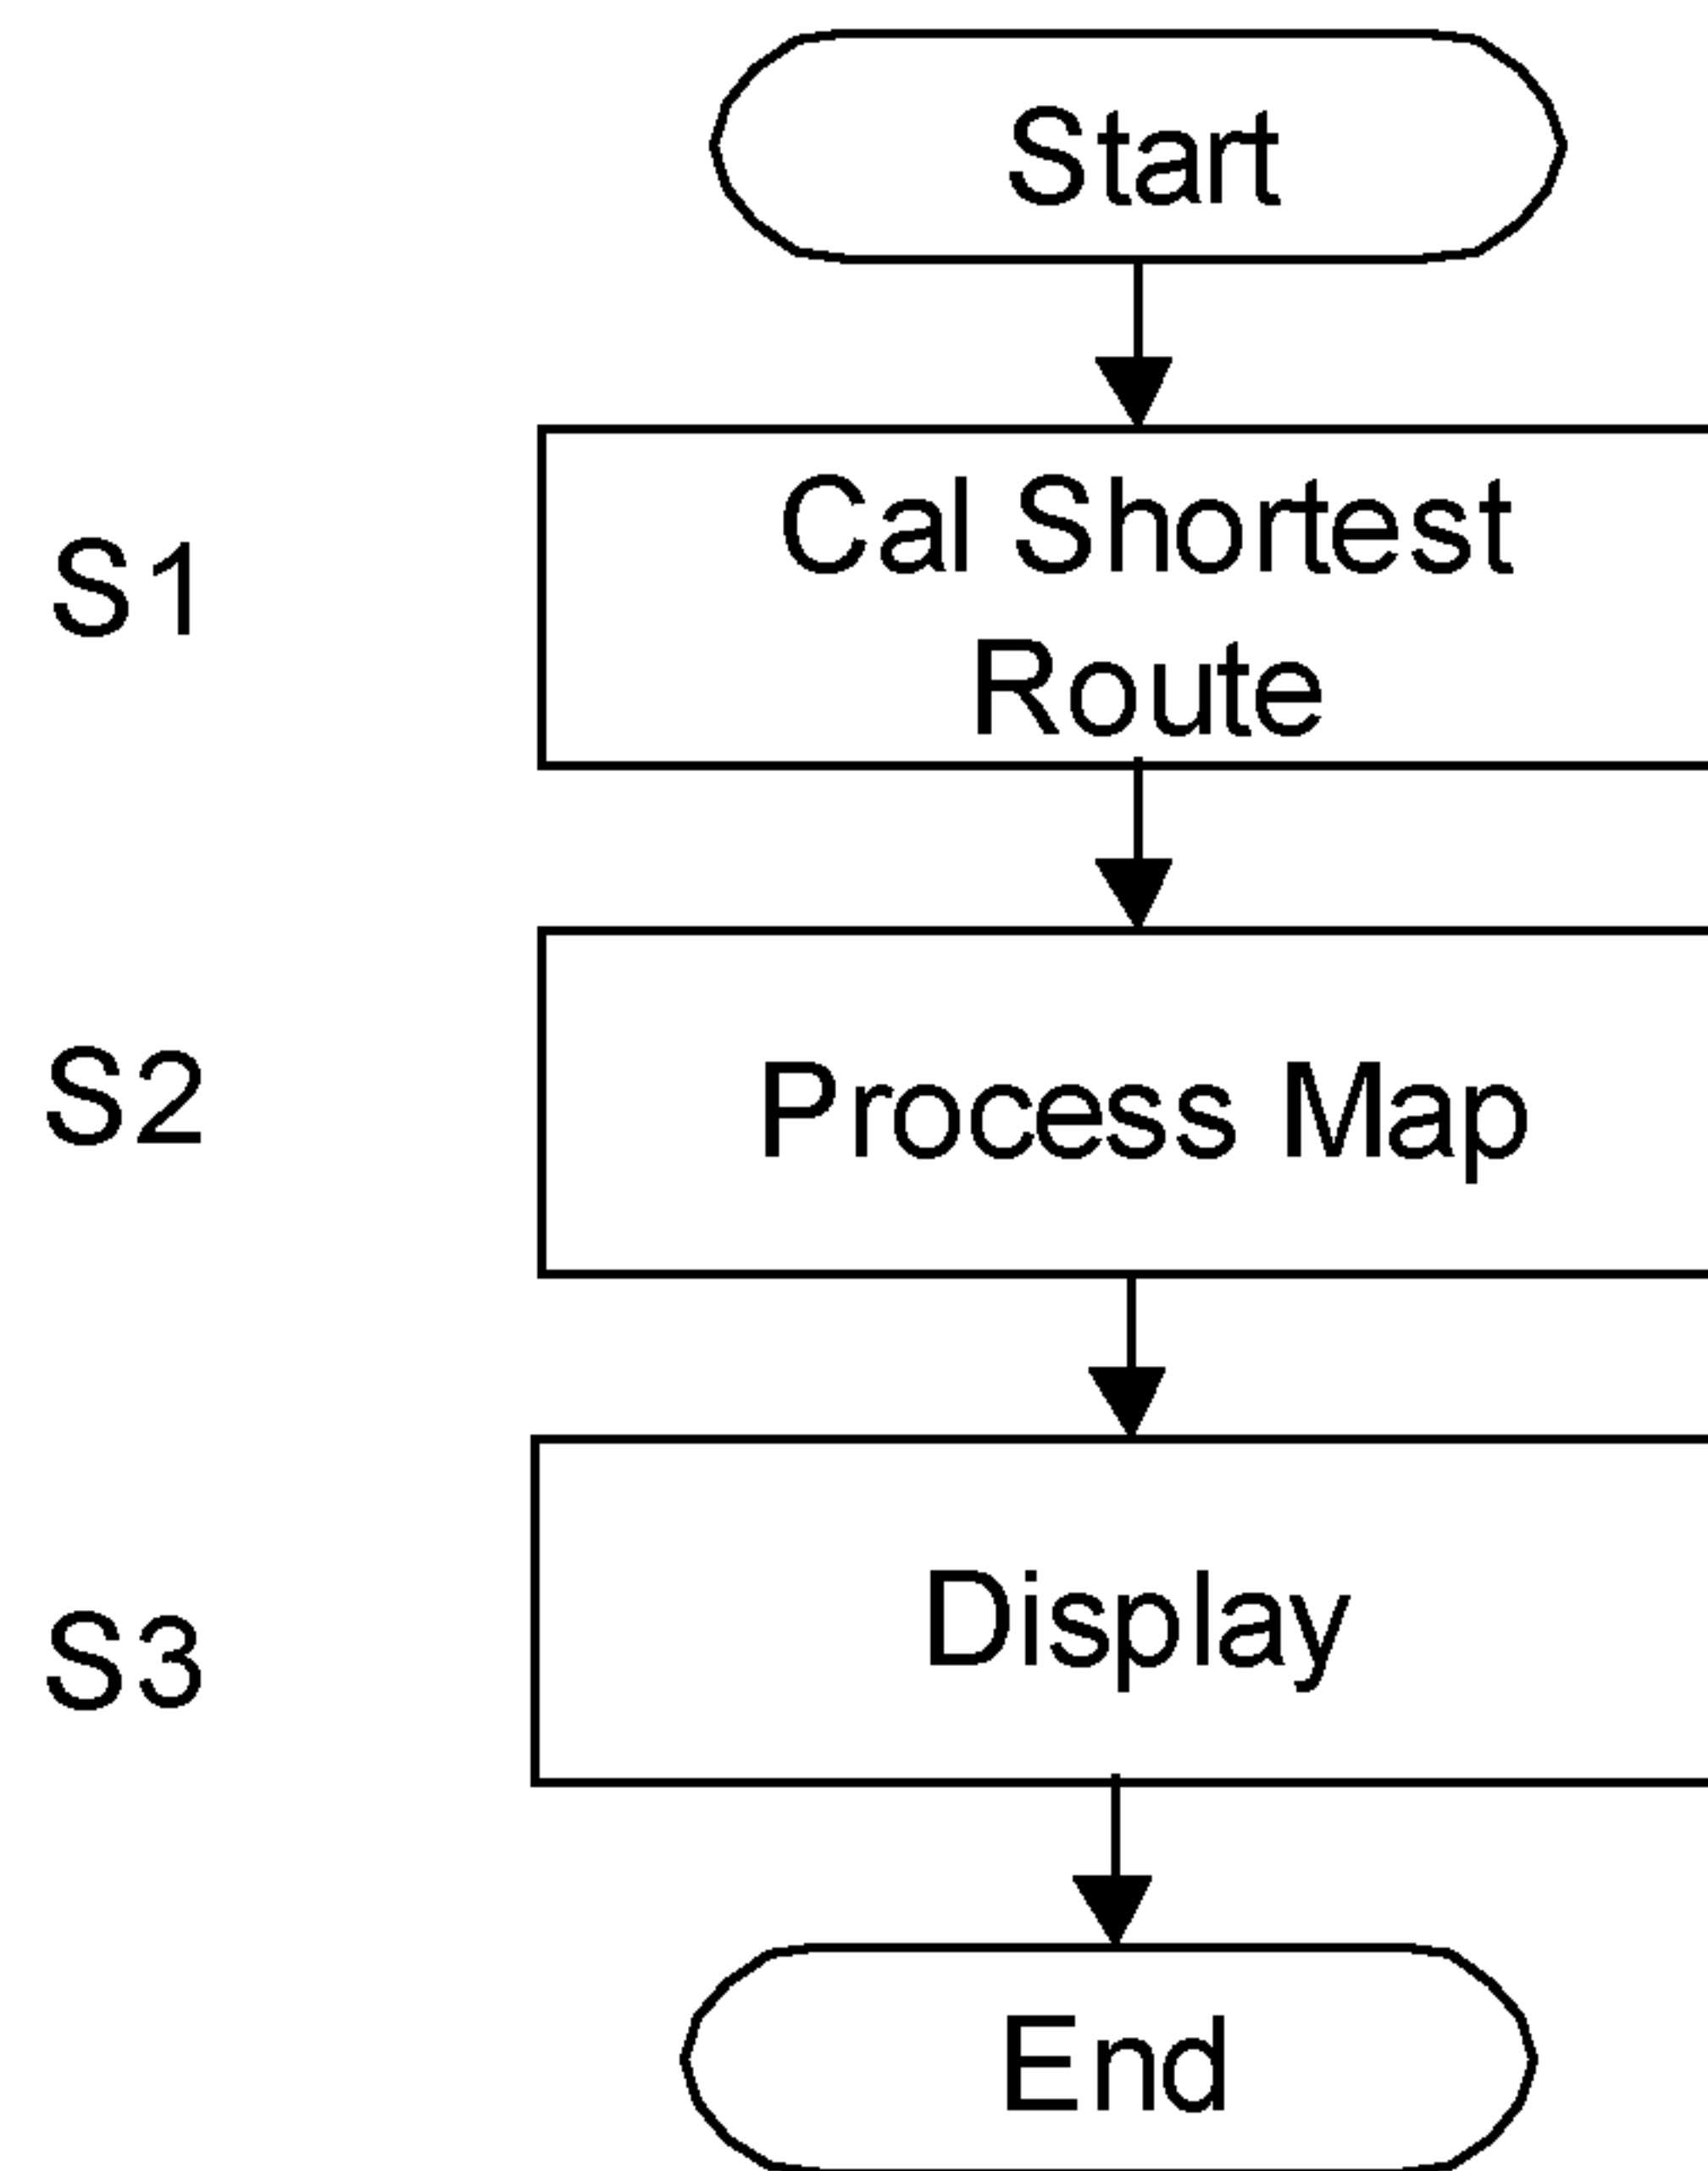 Start
S1
Cal Shortest
Route
S2
Process Map
S3
Display
End